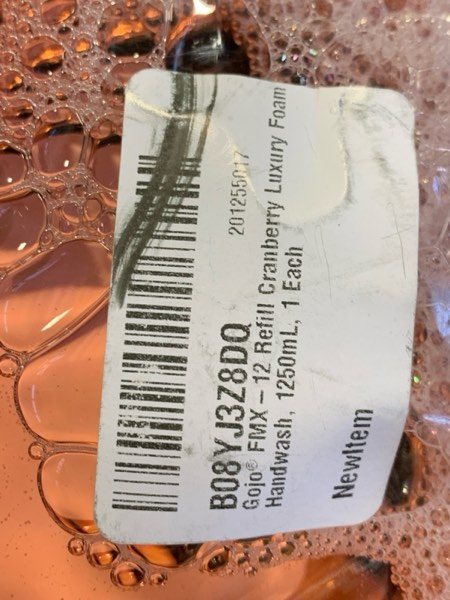 201255017
B08YJ3Z8DQ
Gojo® FMX – 12 Refill Cranberry Luxury Foam
Handwash, 1250mL, 1 Each
NewItem